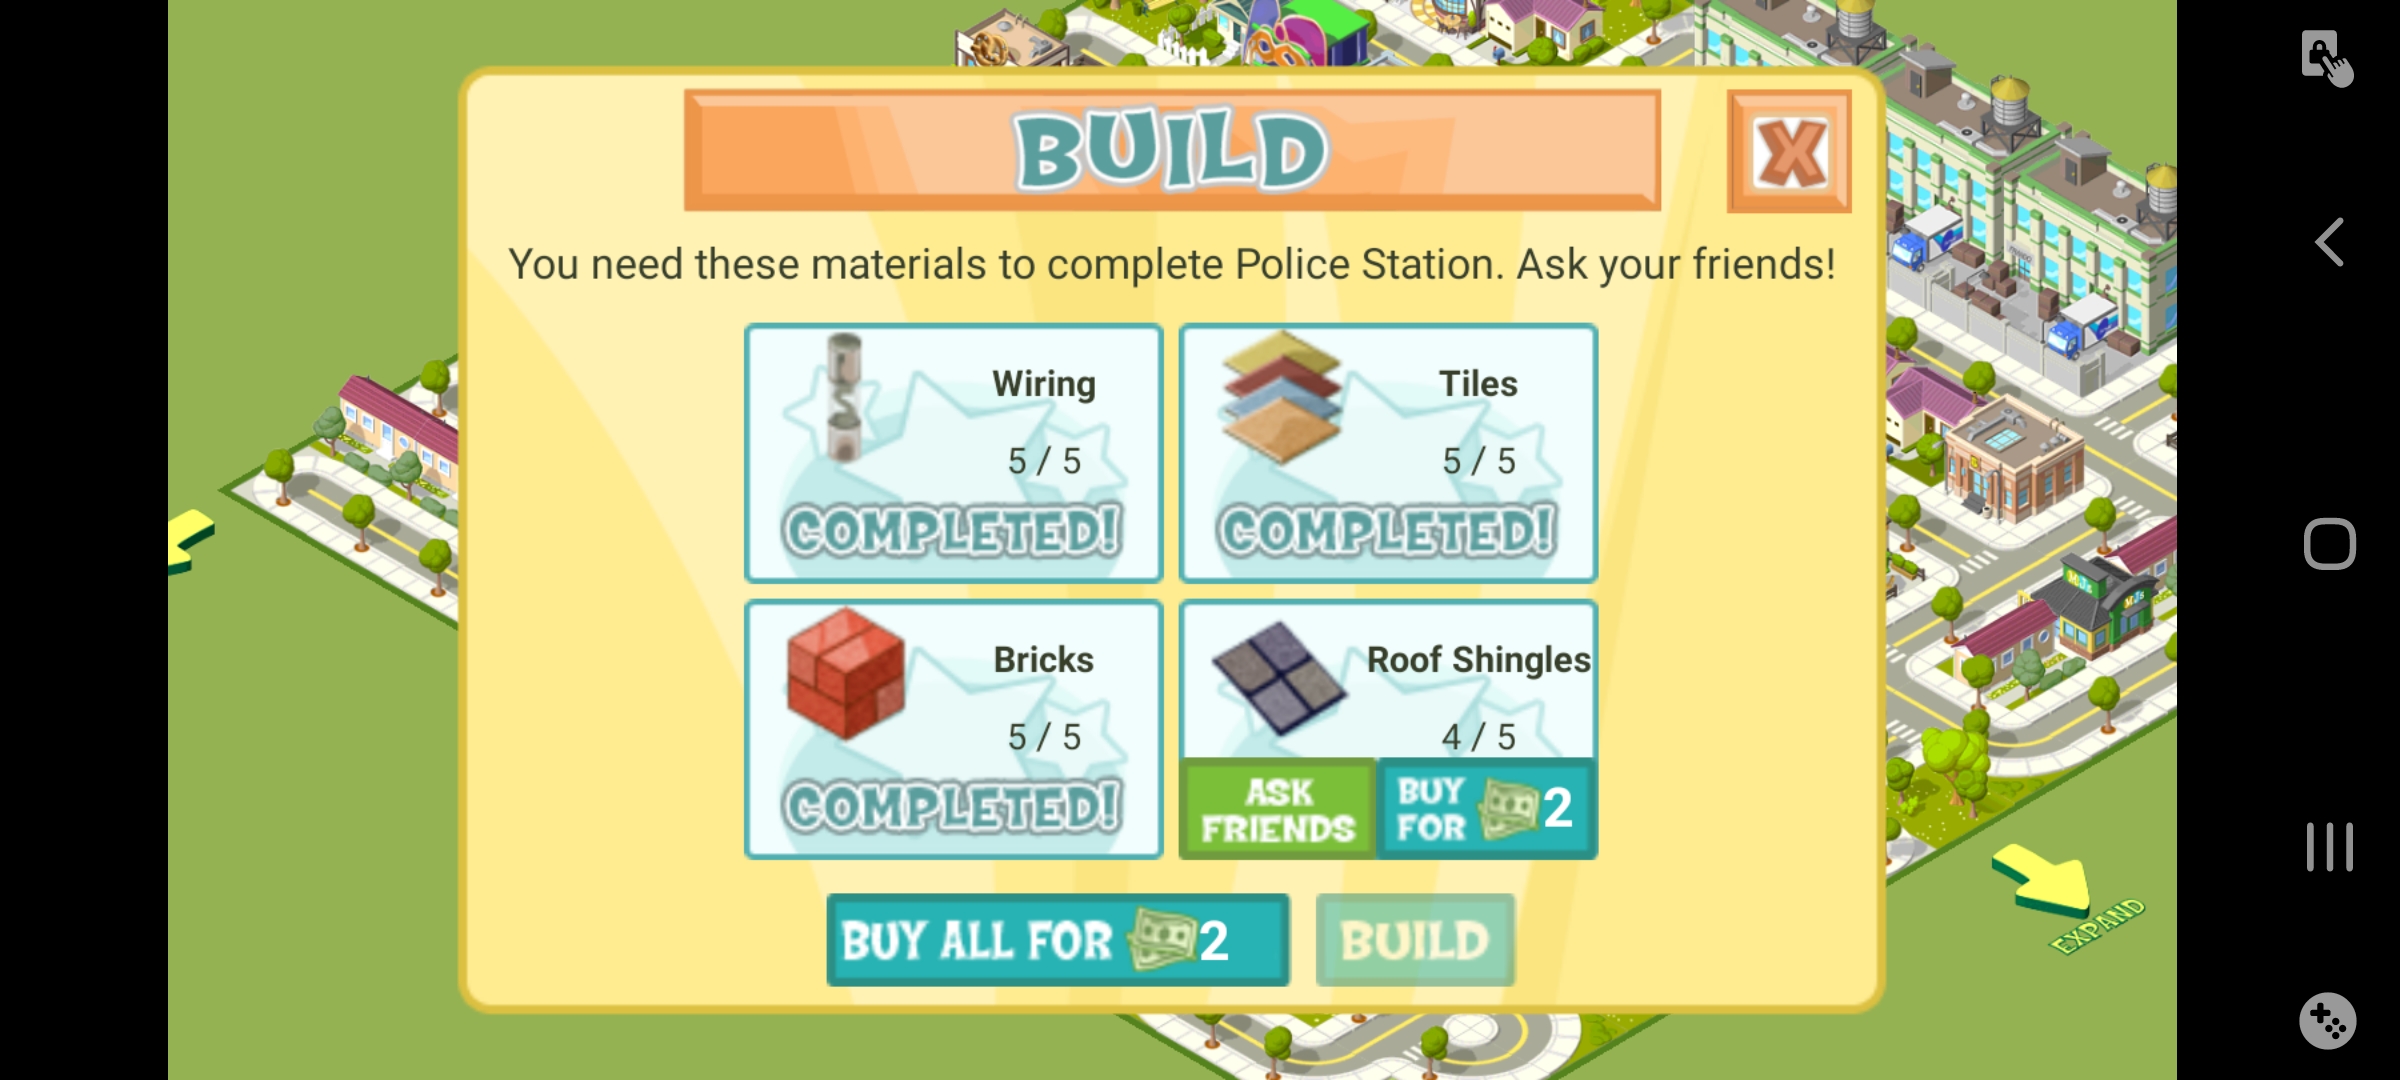 BUILD
X
You need these materials to complete Police Station. Ask your friends!
Wiring
5 / 5
COMPLETED!
Tiles
5 / 5
COMPLETED!
Bricks
5 / 5
COMPLETED!
Roof Shingles
4 / 5
ASK
FRIENDS
BUY
FOR
2
BUY ALL FOR 2
BUILD
EXPAND